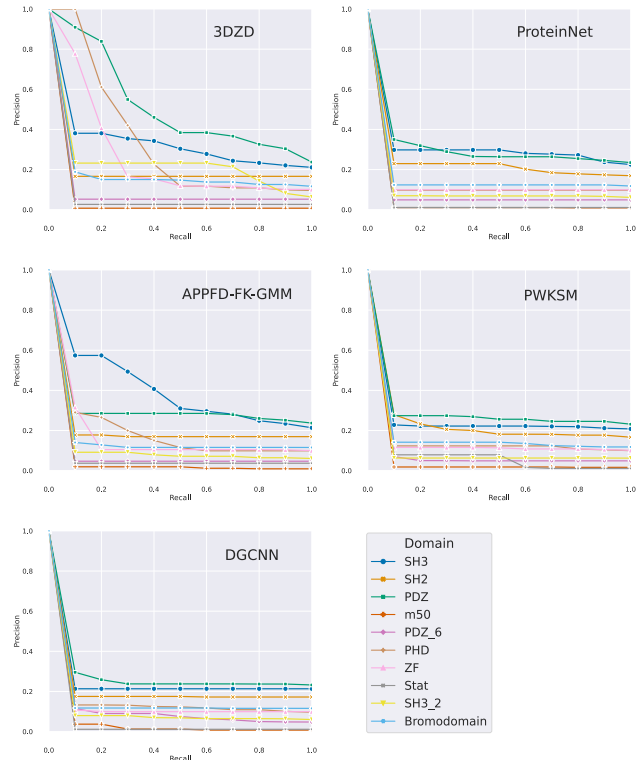 3DZD
1.0
0.8
0.6
0.4
0.2
0.0
Precision
0.0 0.2 0.4 0.6 0.8 1.0
Recall
ProteinNet
1.0
0.8
0.6
0.4
0.2
0.0
Precision
0.0 0.2 0.4 0.6 0.8 1.0
Recall
APPFD-FK-GMM
1.0
0.8
0.6
0.4
0.2
0.0
Precision
0.0 0.2 0.4 0.6 0.8 1.0
Recall
PWKSM
1.0
0.8
0.6
0.4
0.2
0.0
Precision
0.0 0.2 0.4 0.6 0.8 1.0
Recall
DGCNN
1.0
0.8
0.6
0.4
0.2
0.0
Precision
0.0 0.2 0.4 0.6 0.8 1.0
Recall
Domain
SH3
SH2
PDZ
m50
PDZ_6
PHD
ZF
Stat
SH3_2
Bromodomain